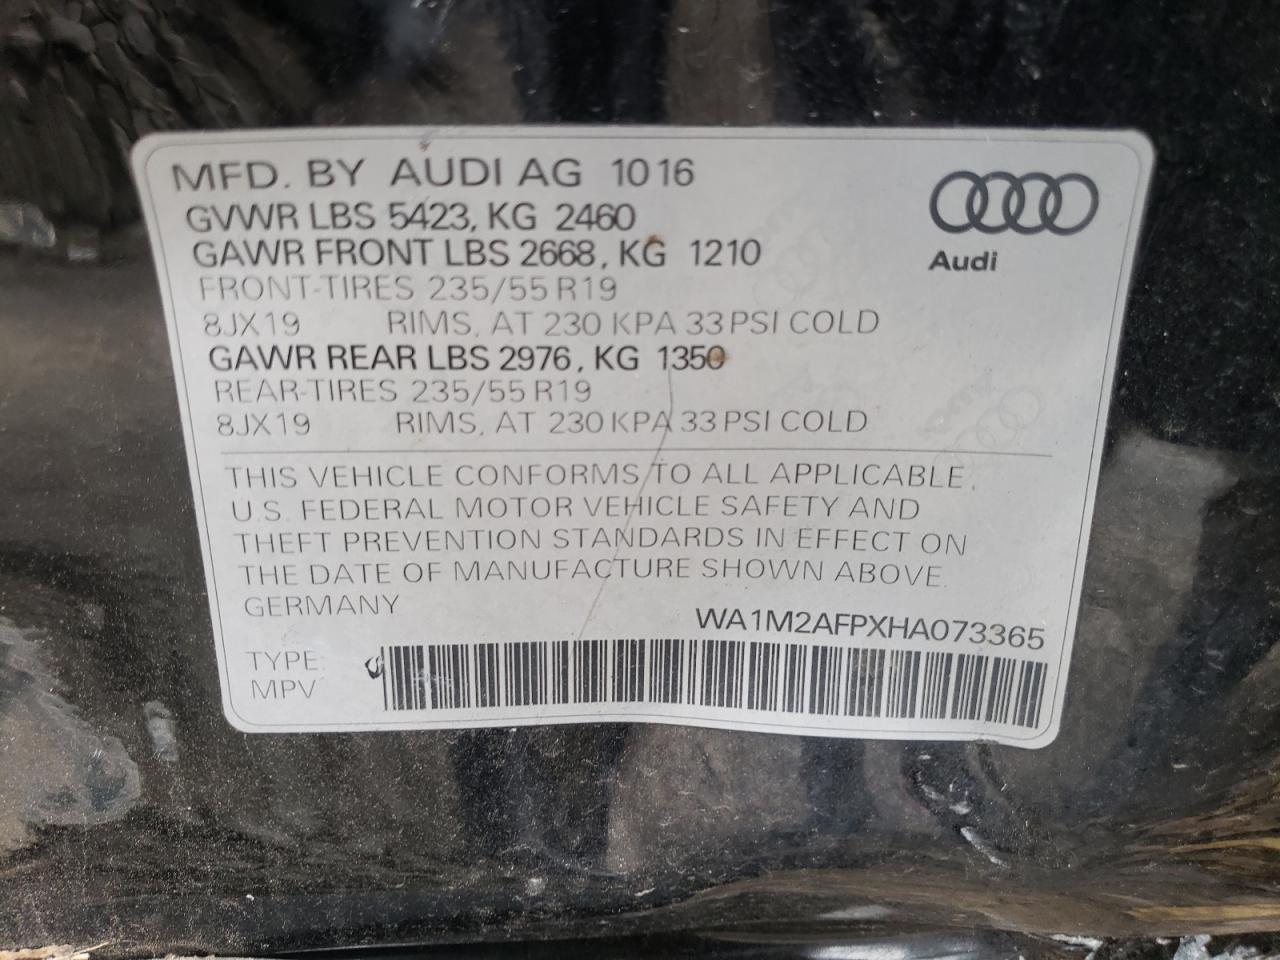 MFD. BY AUDI AG 10 16
GVWR LBS 5423, KG 2460
GAWR FRONT LBS 2668, KG 1210
FRONT-TIRES 235/55 R19
8JX19 RIMS, AT 230 KPA 33 PSI COLD
GAWR REAR LBS 2976, KG 1350
REAR-TIRES 235/55 R19
8JX19 RIMS, AT 230 KPA 33 PSI COLD
Audi
THIS VEHICLE CONFORMS TO ALL APPLICABLE
U.S. FEDERAL MOTOR VEHICLE SAFETY AND
THEFT PREVENTION STANDARDS IN EFFECT ON
THE DATE OF MANUFACTURE SHOWN ABOVE.
GERMANY
WA1M2AFPXHA073365
TYPE:
MPV